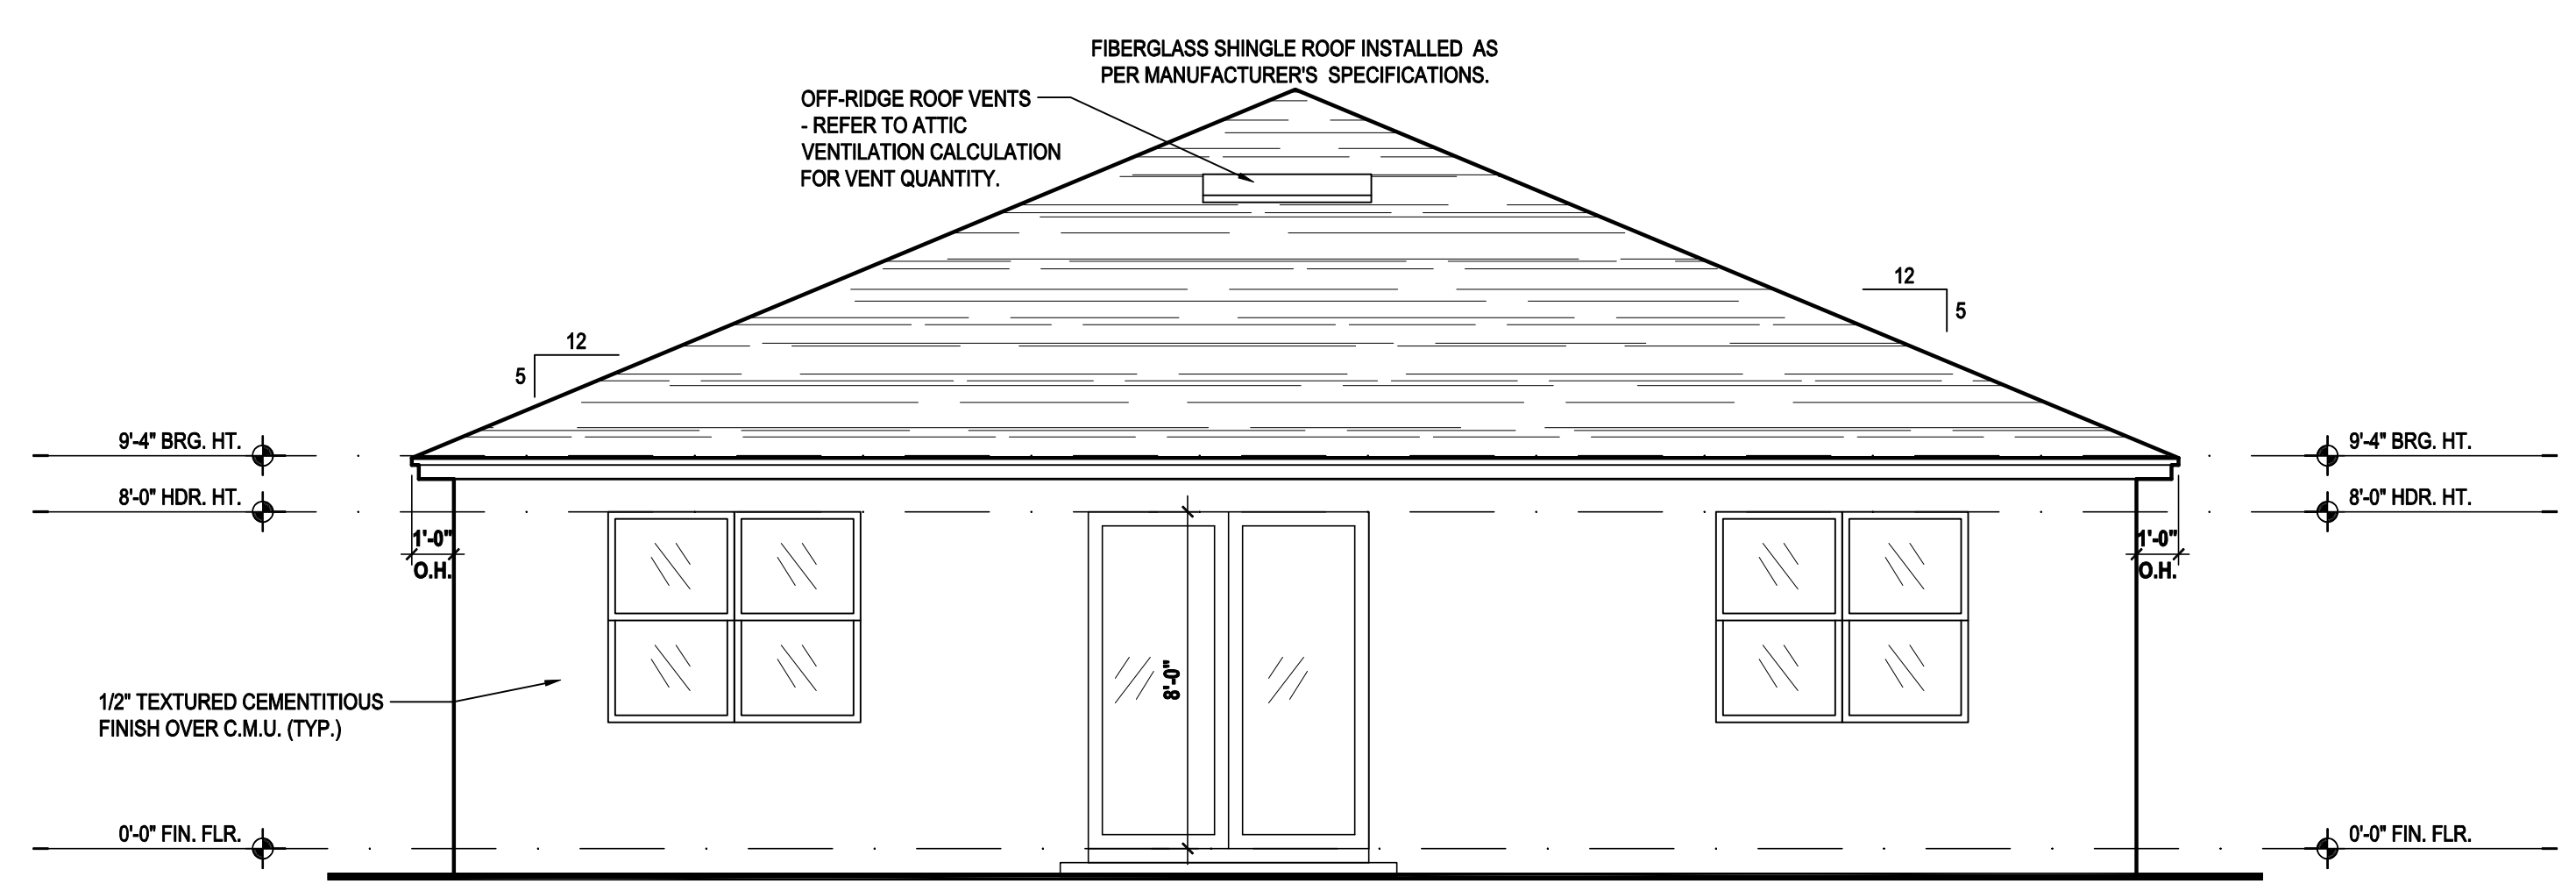 FIBERGLASS SHINGLE ROOF INSTALLED AS
PER MANUFACTURER'S SPECIFICATIONS.
OFF-RIDGE ROOF VENTS
- REFER TO ATTIC
VENTILATION CALCULATION
FOR VENT QUANTITY.
12
5
12
5
9'-4" BRG. HT.
9'-4" BRG. HT.
8'-0" HDR. HT.
8'-0" HDR. HT.
1'-0"
O.H.
1'-0"
O.H.
8'-0"
1/2" TEXTURED CEMENTITIOUS
FINISH OVER C.M.U. (TYP.)
0'-0" FIN. FLR.
0'-0" FIN. FLR.